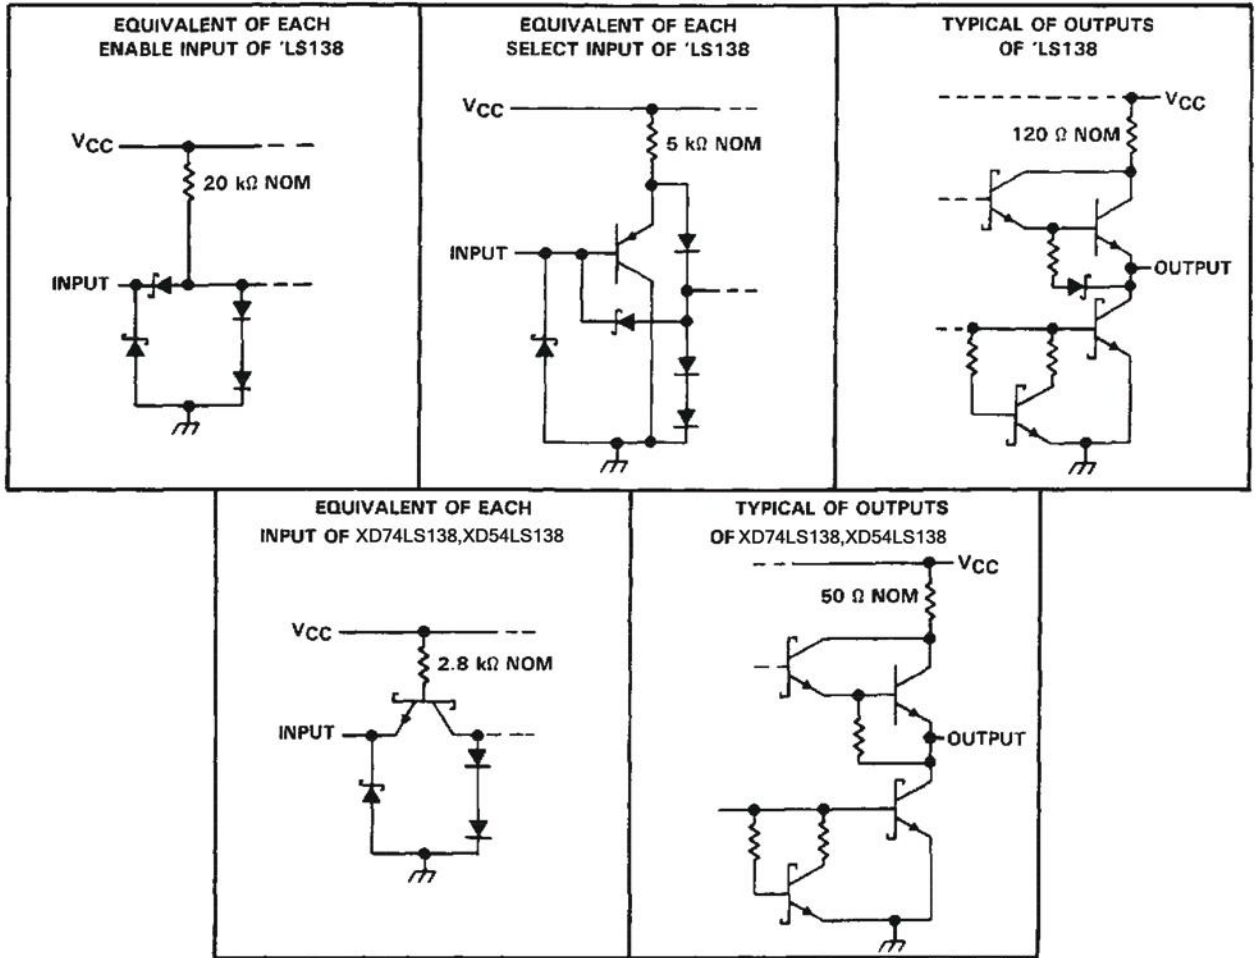 EQUIVALENT OF EACH
ENABLE INPUT OF 'LS138
VCC
20 kΩ NOM
INPUT
EQUIVALENT OF EACH
SELECT INPUT OF 'LS138
VCC
5 kΩ NOM
INPUT
TYPICAL OF OUTPUTS
OF 'LS138
VCC
120 Ω NOM
OUTPUT
EQUIVALENT OF EACH
INPUT OF XD74LS138,XD54LS138
VCC
2.8 kΩ NOM
INPUT
TYPICAL OF OUTPUTS
OF XD74LS138,XD54LS138
VCC
50 Ω NOM
OUTPUT